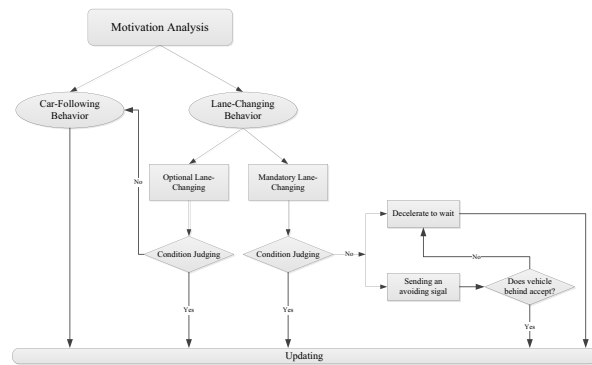 Motivation Analysis
Car-Following
Behavior
Lane-Changing
Behavior
Optional Lane-
Changing
Mandatory Lane-
Changing
No
Decelerate to wait
Condition Judging
Condition Judging
No
No
Sending an
avoiding sigal
Does vehicle
behind accept?
Yes
Yes
Yes
Updating